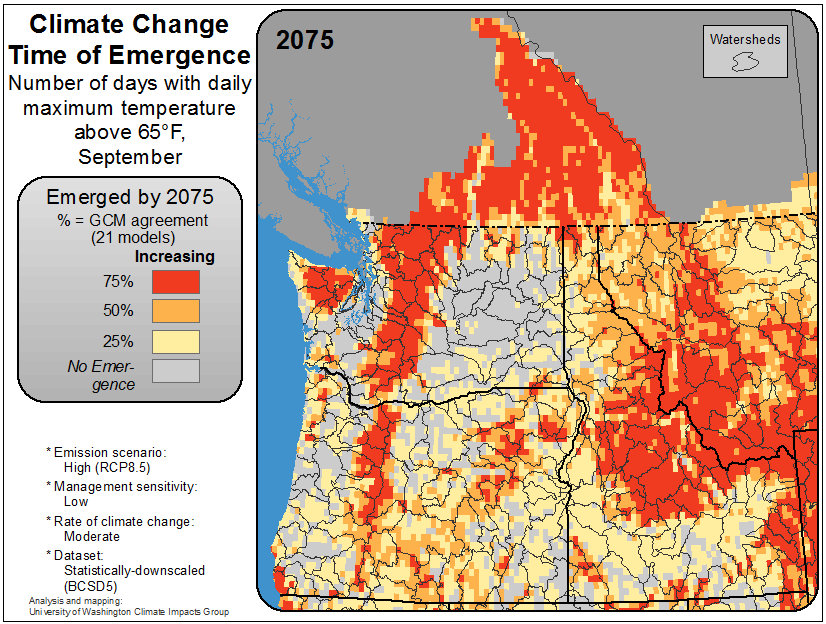 Climate Change
Time of Emergence
Number of days with daily
maximum temperature
above 65°F,
September
Emerged by 2075
% = GCM agreement
(21 models)
Increasing
75%
50%
25%
No Emer-
gence
* Emission scenario:
High (RCP8.5)
* Management sensitivity:
Low
* Rate of climate change:
Moderate
* Dataset:
Statistically-downscaled
(BCSD5)
Analysis and mapping:
University of Washington Climate Impacts Group
2075
Watersheds